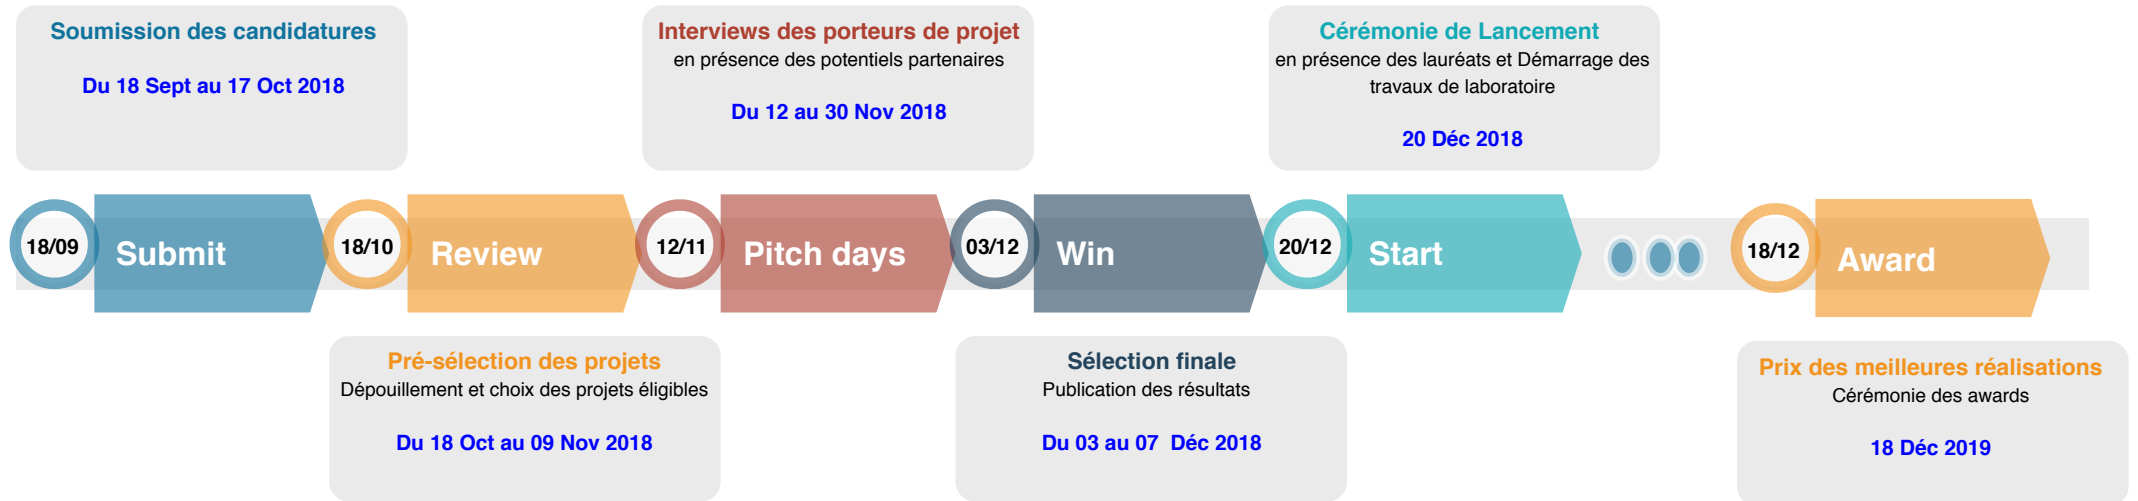 Soumission des candidatures
Du 18 Sept au 17 Oct 2018
Interviews des porteurs de projet
en présence des potentiels partenaires
Du 12 au 30 Nov 2018
Cérémonie de Lancement
en présence des lauréats et Démarrage des
travaux de laboratoire
20 Déc 2018
18/09 Submit
18/10 Review
12/11 Pitch days
03/12 Win
20/12 Start
18/12 Award
Pré-sélection des projets
Dépouillement et choix des projets éligibles
Du 18 Oct au 09 Nov 2018
Sélection finale
Publication des résultats
Du 03 au 07 Déc 2018
Prix des meilleures réalisations
Cérémonie des awards
18 Déc 2019